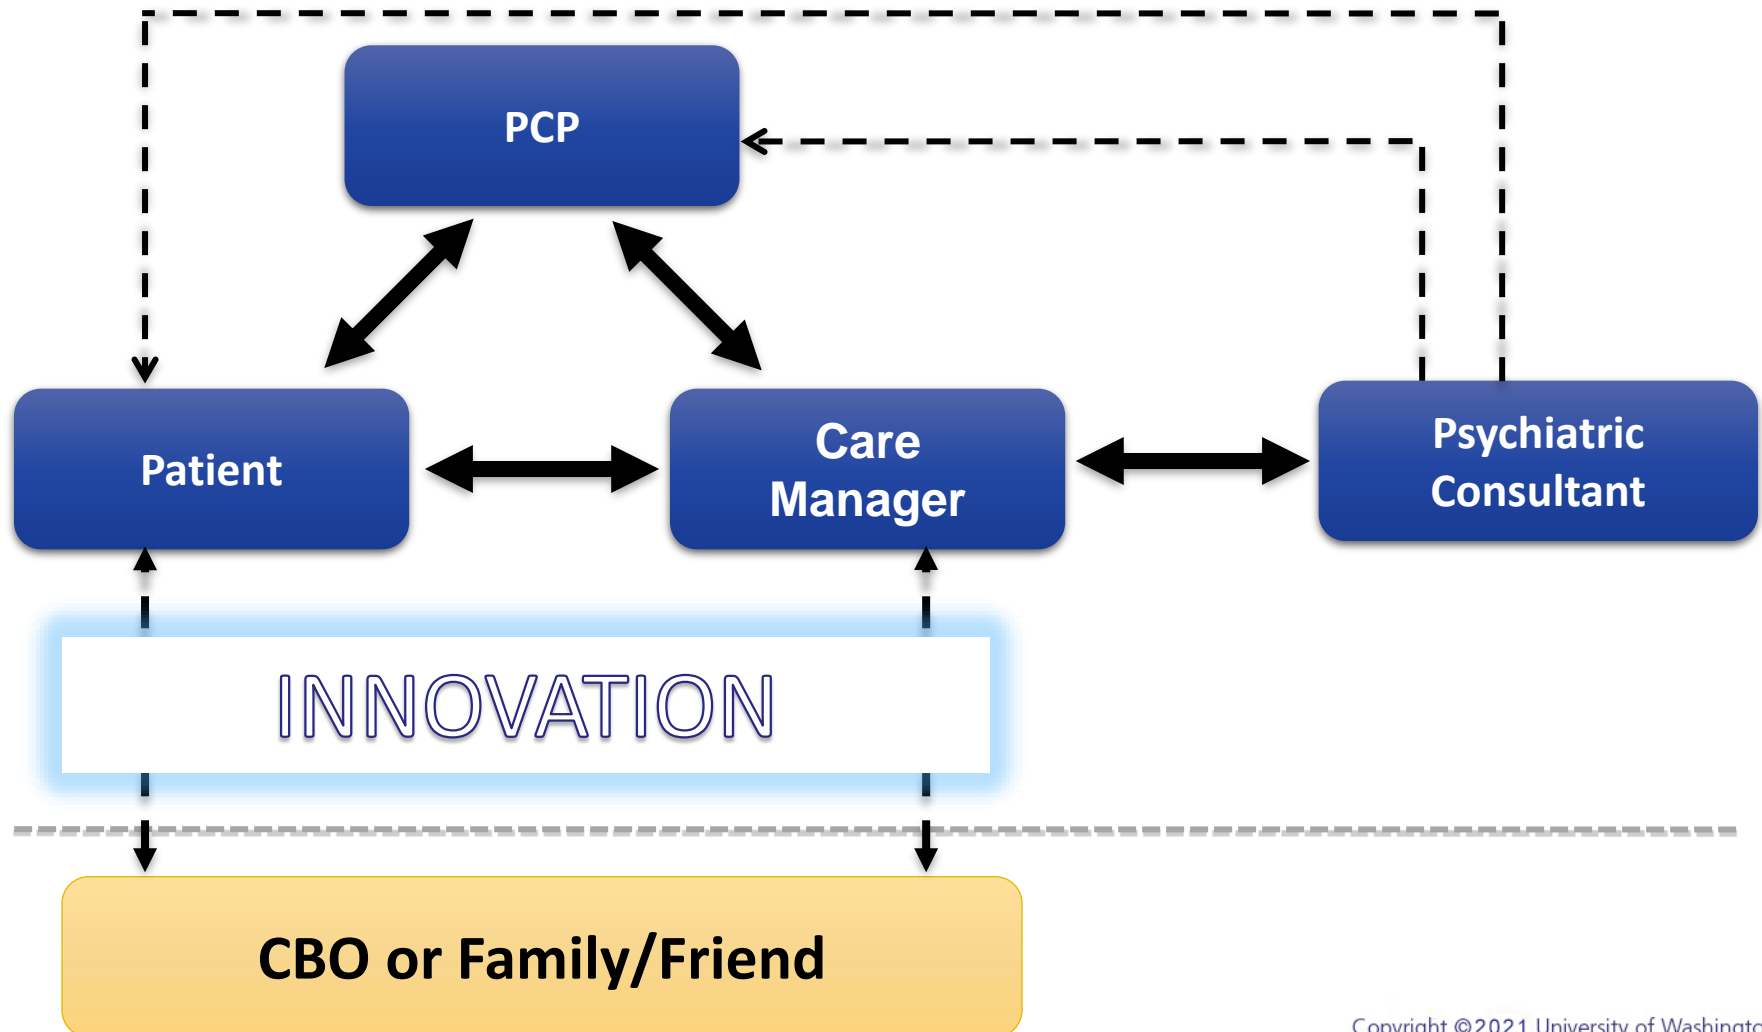 PCP
Patient
Care
Manager
Psychiatric
Consultant
INNOVATION
CBO or Family/Friend
Copyright ©2021 University of Washingto